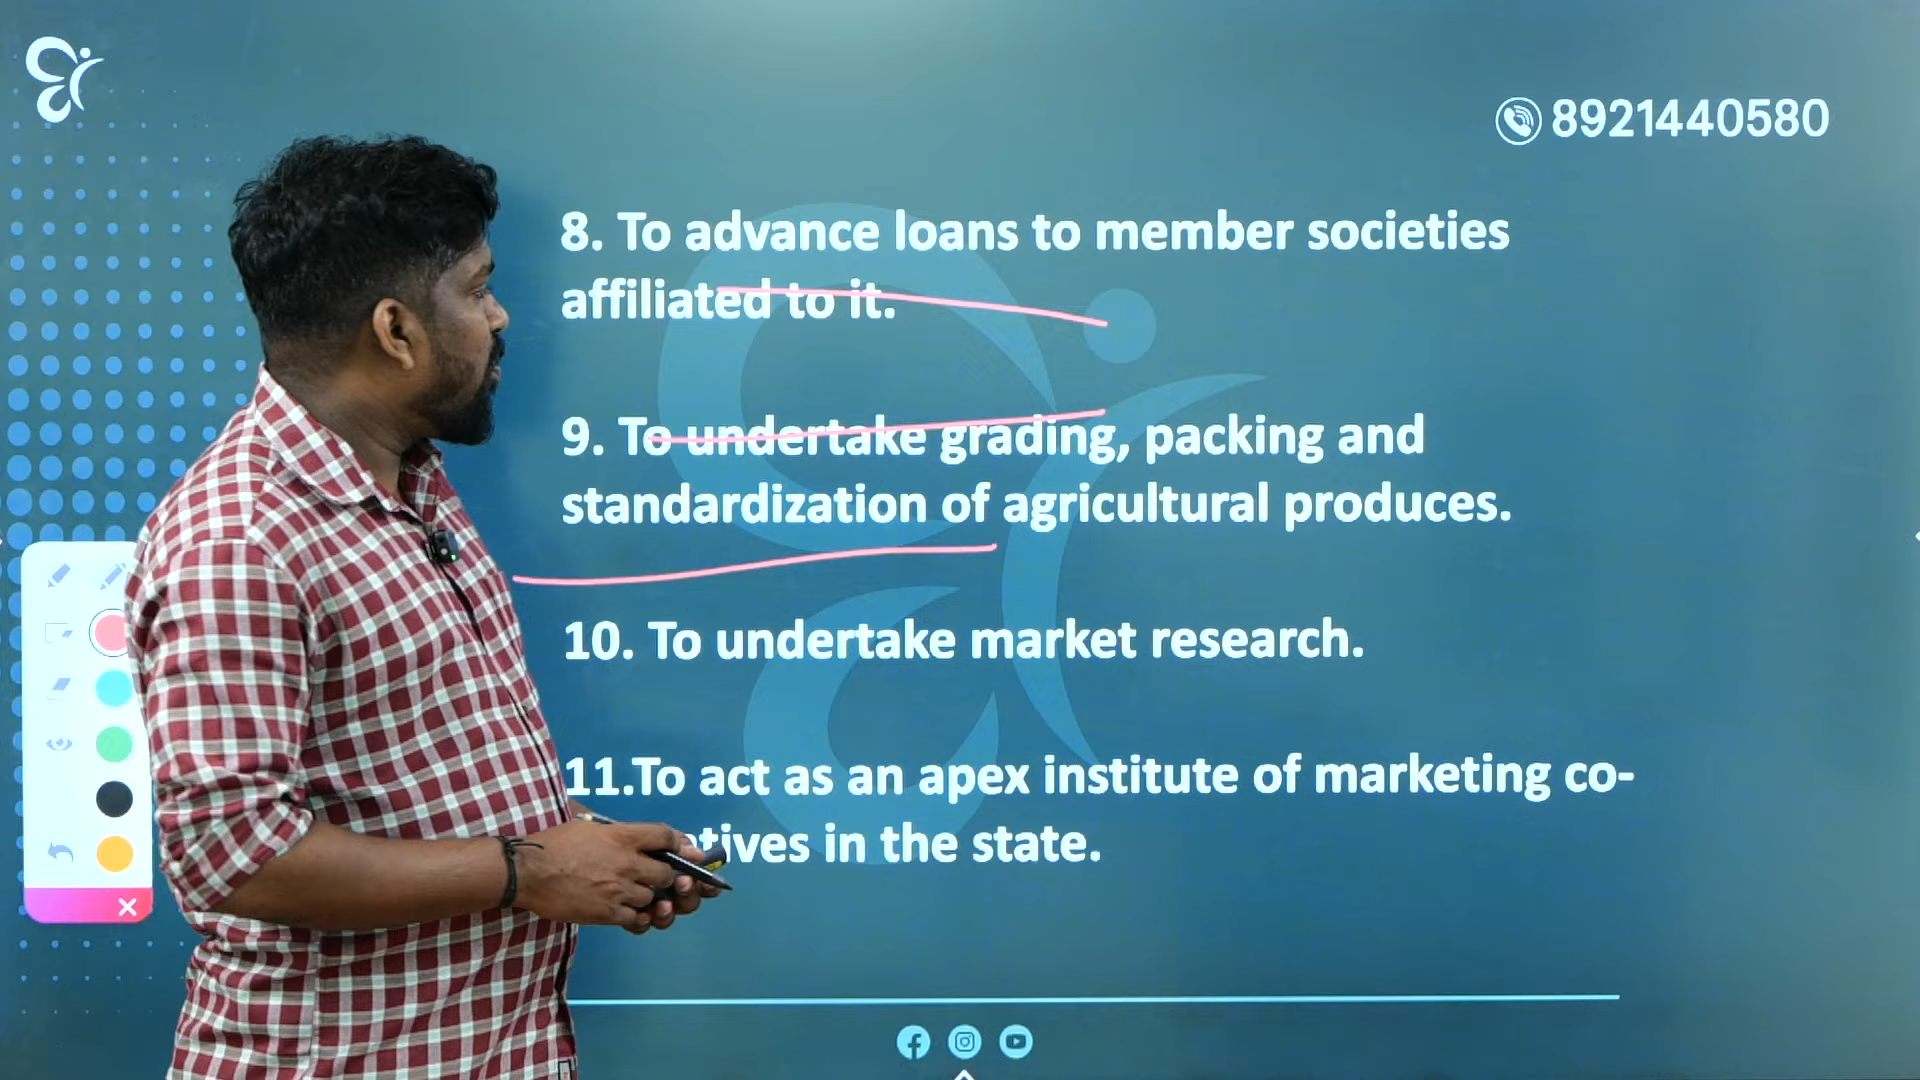 8921440580
8. To advance loans to member societies
affiliated to it.
9. To undertake grading, packing and
standardization of agricultural produces.
10. To undertake market research.
11.To act as an apex institute of marketing co-
atives in the state.